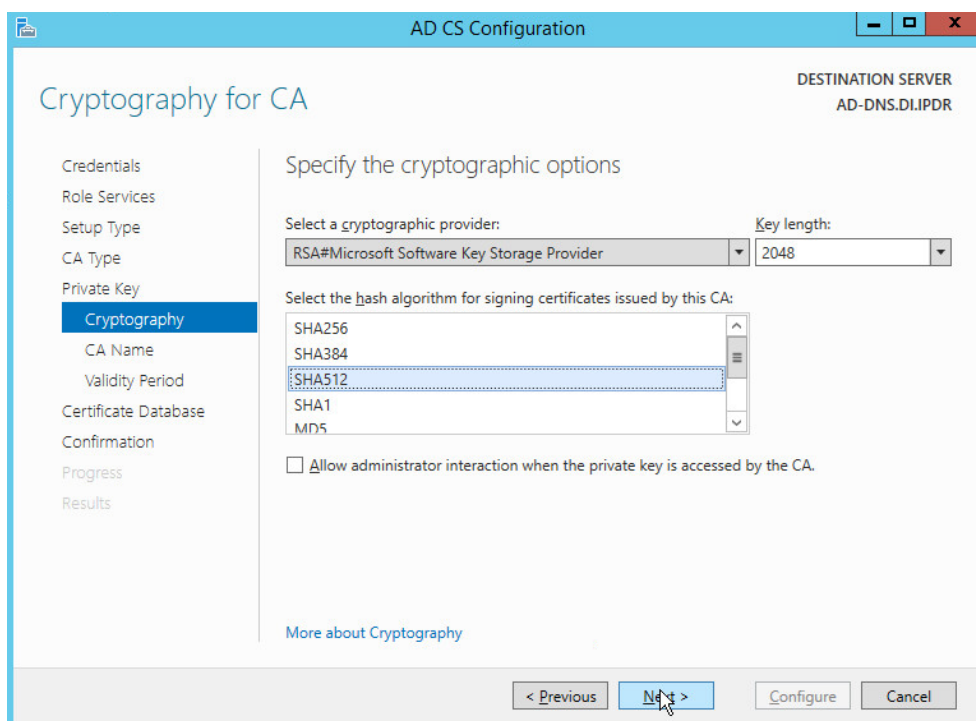 AD CS Configuration
DESTINATION SERVER
AD-DNS.DI.IPDR
Cryptography for CA
Credentials
Role Services
Setup Type
CA Type
Private Key
Cryptography
CA Name
Validity Period
Certificate Database
Confirmation
Progress
Results
Specify the cryptographic options
Select a cryptographic provider:
Key length:
RSA#Microsoft Software Key Storage Provider
2048
Select the hash algorithm for signing certificates issued by this CA:
SHA256
SHA384
SHA512
SHA1
MD5
Allow administrator interaction when the private key is accessed by the CA.
More about Cryptography
< Previous
Next >
Configure
Cancel